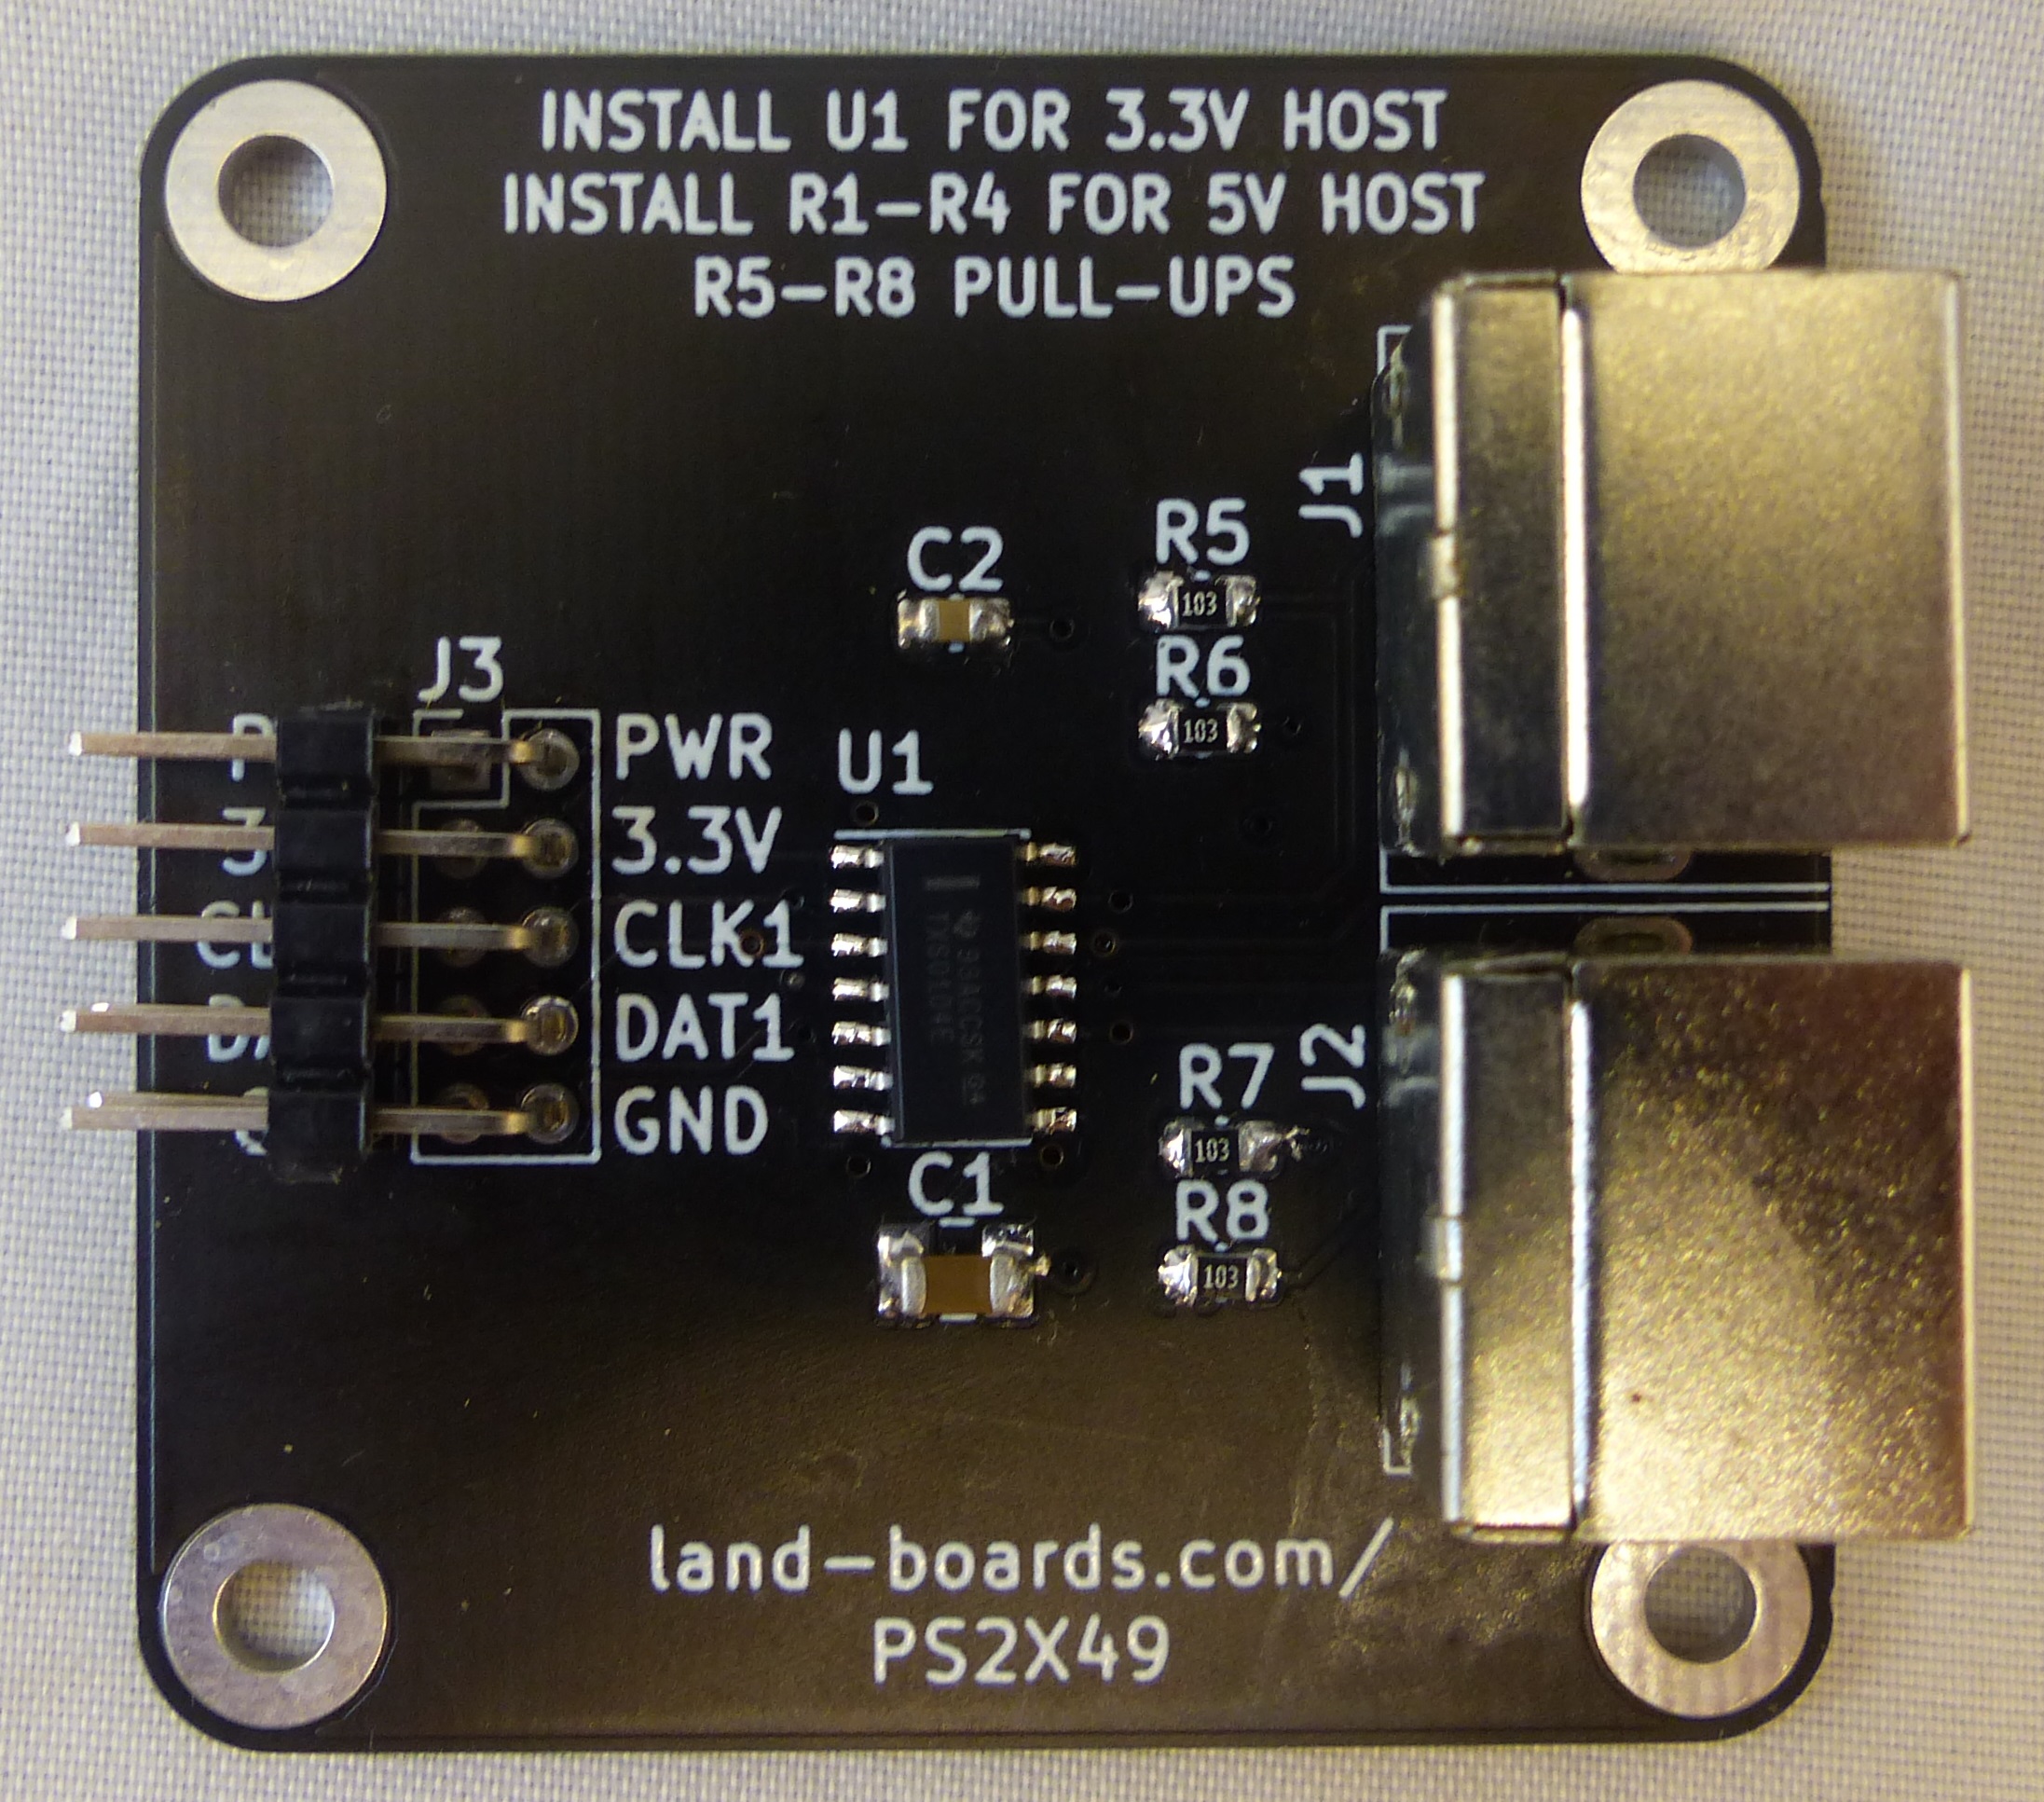 INSTALL U1 FOR 3.3V HOST
INSTALL R1-R4 FOR 5V HOST
R5-R8 PULL-UPS
J1
R5
C2
103
R6
J3
103
PWR
U1
3.3V
CLK1
93ACCSK G4
TXS0104E
DAT1
J2
R7
GND
103
C1
R8
103
land-boards.com/
PS2X49